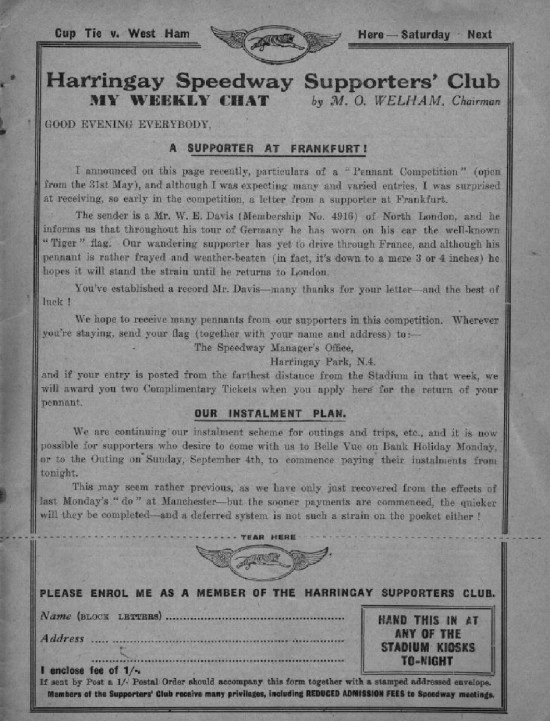 Cup Tie v. West Ham
Here — Saturday Next
Harringay Speedway Supporters' Club
MY WEEKLY CHAT by M. O. WELHAM, Chairman
GOOD EVENING EVERYBODY,
A SUPPORTER AT FRANKFURT!
I announced on this page recently, particulars of a "Pennant Competition" (open
from the 31st May), and although I was expecting many and varied entries, I was surprised
at receiving, so early in the competition, a letter from a supporter at Frankfurt.
The sender is a Mr. W. E. Davis (Membership No. 4916) of North London, and he
informs us that throughout his tour of Germany he has worn on his car the well-known
"Tiger" flag. Our wandering supporter has yet to drive through France, and although his
pennant is rather frayed and weather-beaten (in fact, it's down to a mere 3 or 4 inches) he
hopes it will stand the strain until he returns to London.
You've established a record Mr. Davis—many thanks for your letter—and the best of
luck!
We hope to receive many pennants from our supporters in this competition. Wherever
you're staying, send your flag (together with your name and address) to:—
The Speedway Manager's Office,
Harringay Park, N.4.
and if your entry is posted from the farthest distance from the Stadium in that week, we
will award you two Complimentary Tickets when you apply here for the return of your
pennant.
OUR INSTALMENT PLAN.
We are continuing our instalment scheme for outings and trips, etc., and it is now
possible for supporters who desire to come with us to Belle Vue on Bank Holiday Monday,
or to the Outing on Sunday, September 4th, to commence paying their instalments from
tonight.
This may seem rather previous, as we have only just recovered from the effects of
last Monday's "do" at Manchester—but the sooner payments are commenced, the quicker
will they be completed—and a deferred system is not such a strain on the pocket either!
TEAR HERE
PLEASE ENROL ME AS A MEMBER OF THE HARRINGAY SUPPORTERS CLUB.
Name (BLOCK LETTERS)
Address
HAND THIS IN AT
ANY OF THE
STADIUM KIOSKS
TO-NIGHT
I enclose fee of 1/-
If sent by Post a 1/- Postal Order should accompany this form together with a stamped addressed envelope.
Members of the Supporters' Club receive many privileges, including REDUCED ADMISSION FEES to Speedway meetings.